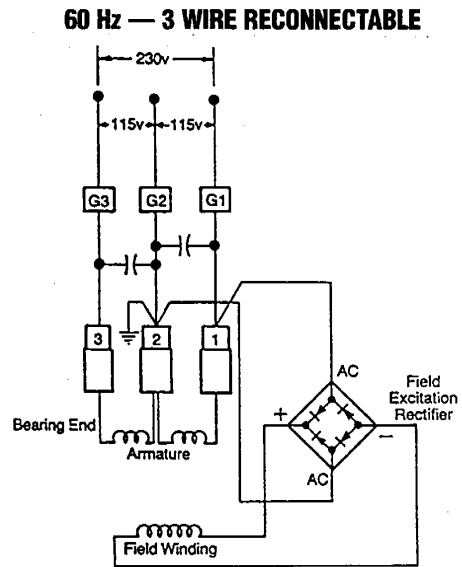 60 Hz — 3 WIRE RECONNECTABLE
230v
115v 115v
G3 G2 G1
3 2 1
AC
Field
Excitation
Rectifier
+
−
Bearing End
Armature
AC
Field Winding